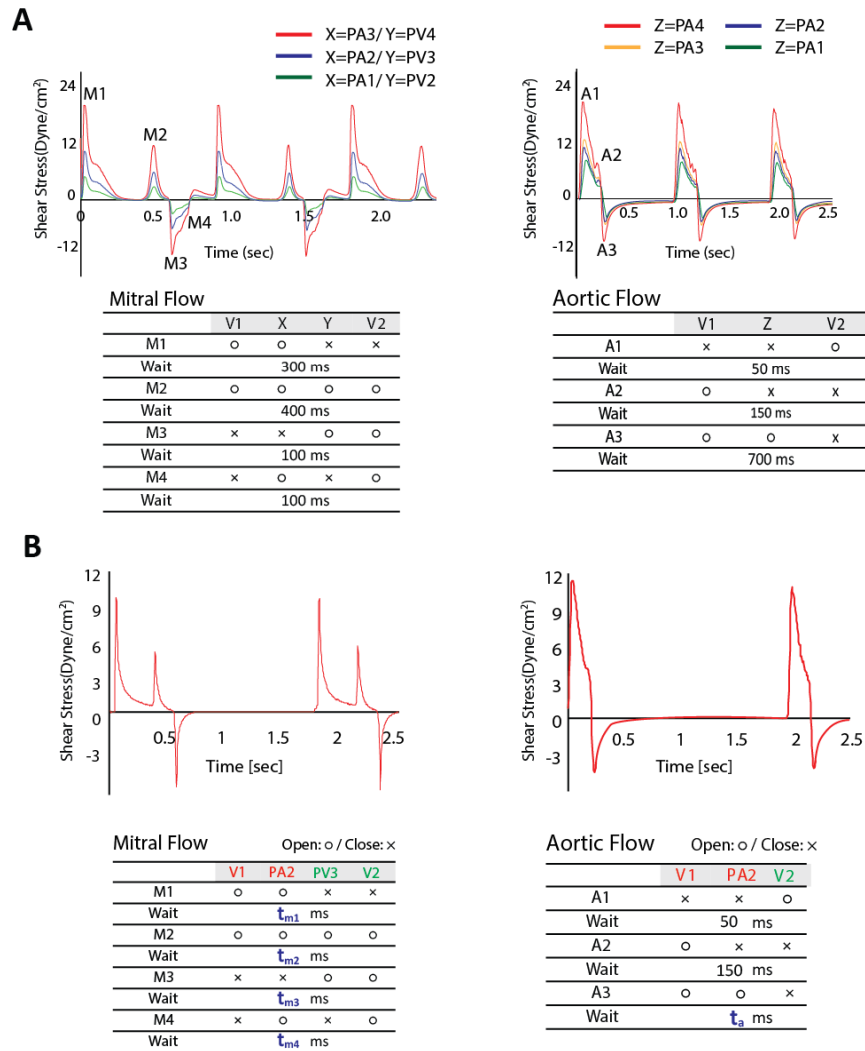 A
X=PA3/ Y=PV4
X=PA2/ Y=PV3
X=PA1/ Y=PV2
Z=PA4
Z=PA2
Z=PA3
Z=PA1
Shear Stress(Dyne/cm²)
24
12
0
-12
M1
M2
M3
M4
0 0.5 1.0 1.5 2.0
Time (sec)
Shear Stress(Dyne/cm²)
24
12
0
-12
A1
A2
A3
0.5 1.0 1.5 2.0 2.5
Time (sec)
Mitral Flow
V1 X Y V2
M1 o o × ×
Wait 300 ms
M2 o o o o
Wait 400 ms
M3 × × o o
Wait 100 ms
M4 × o × o
Wait 100 ms
Aortic Flow
V1 Z V2
A1 × × o
Wait 50 ms
A2 o x x
Wait 150 ms
A3 o o x
Wait 700 ms
B
Shear Stress(Dyne/cm²)
12
9
6
3
0
-3
0.5 1 1.5 2 2.5
Time [sec]
Shear Stress(Dyne/cm²)
12
9
6
3
0
-3
0.5 1 1.5 2 2.5
Time [sec]
Mitral Flow Open: o / Close: ×
V1 PA2 PV3 V2
M1 o o × ×
Wait tm1 ms
M2 o o o o
Wait tm2 ms
M3 × × o o
Wait tm3 ms
M4 × o × o
Wait tm4 ms
Aortic Flow Open: o / Close: ×
V1 PA2 V2
A1 × × o
Wait 50 ms
A2 o × ×
Wait 150 ms
A3 o o ×
Wait ta ms